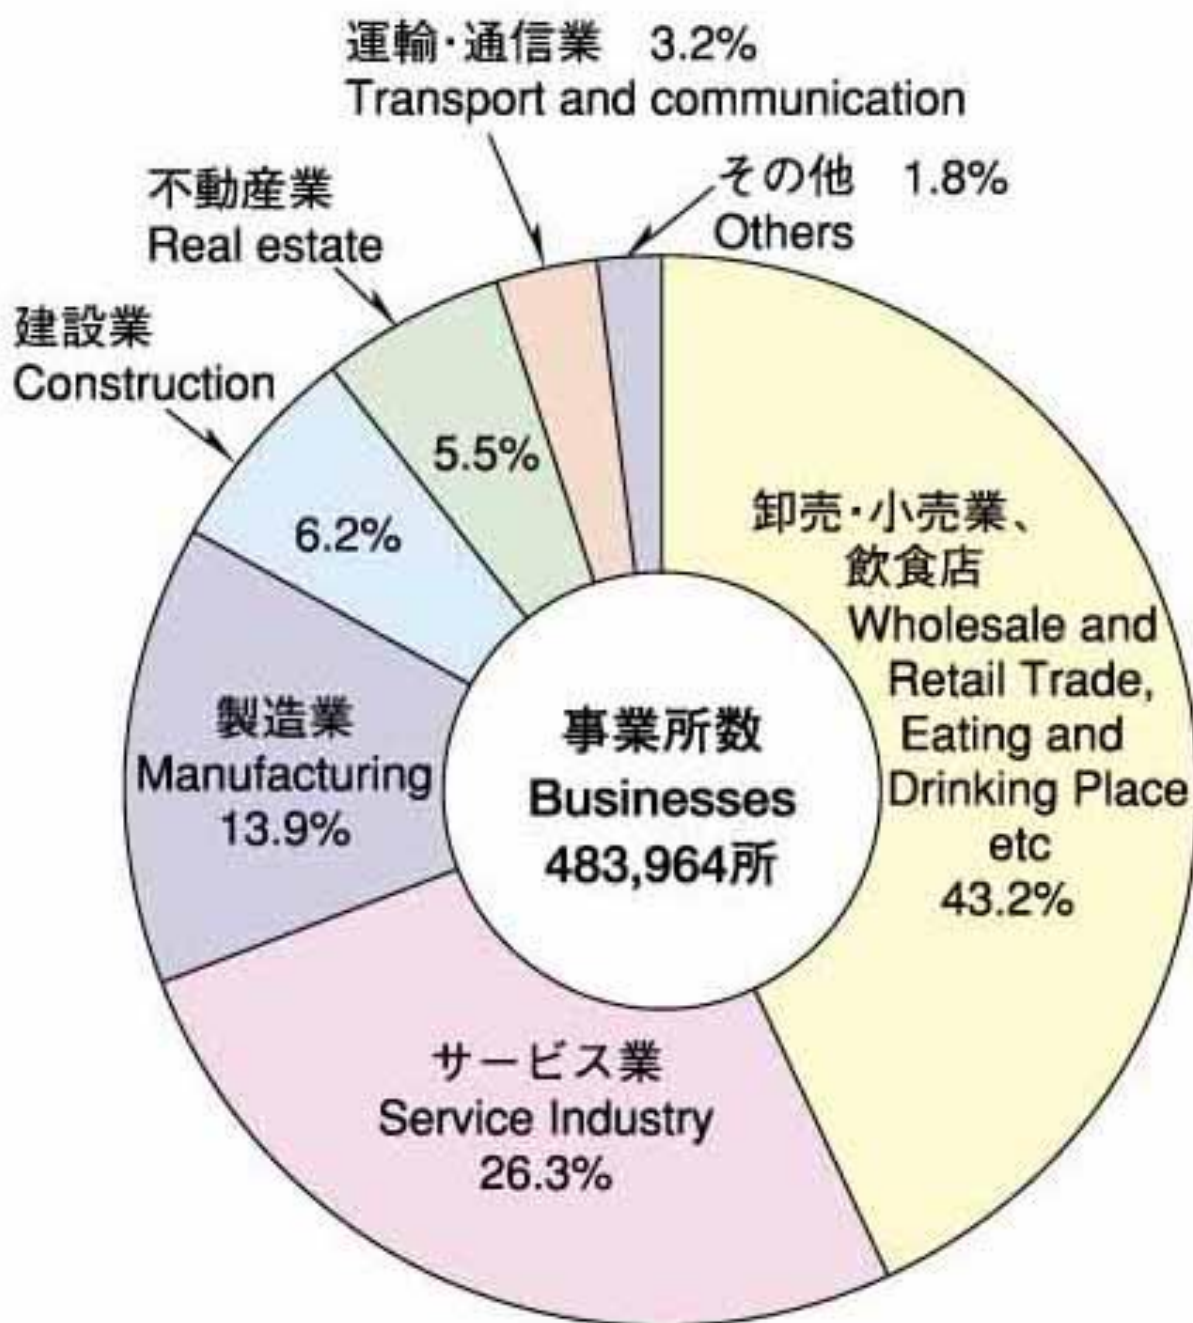 運輸・通信業　3.2%
Transport and communication
その他　1.8%
Others
不動産業
Real estate
建設業
Construction
5.5%
6.2%
卸売・小売業、
飲食店
Wholesale and
Retail Trade,
Eating and
Drinking Place
etc
43.2%
製造業
Manufacturing
13.9%
事業所数
Businesses
483,964所
サービス業
Service Industry
26.3%